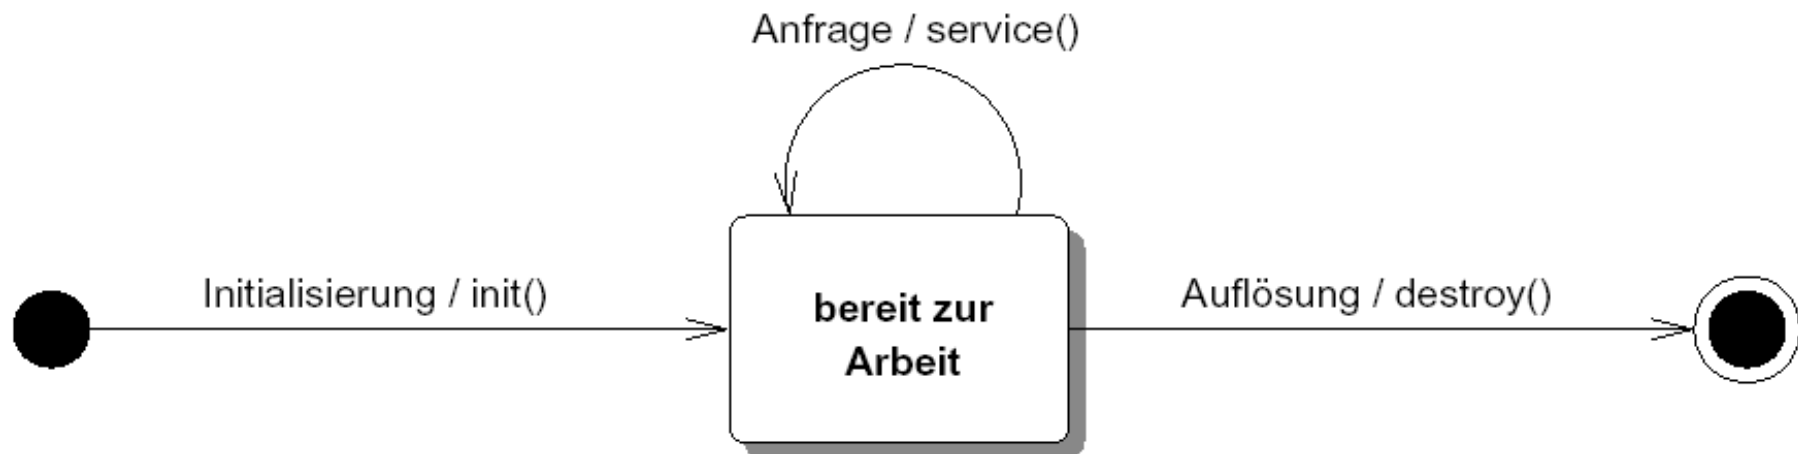 Anfrage / service()
Initialisierung / init()
bereit zur
Arbeit
Auflösung / destroy()